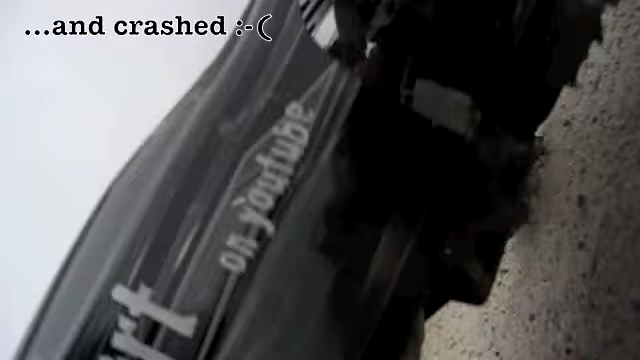 ...and crashed :-(
on youtube